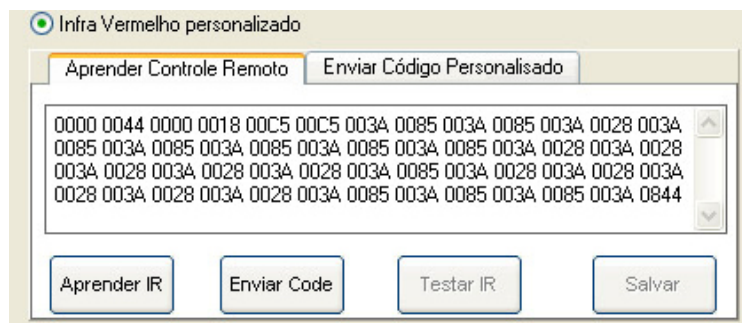 Infra Vermelho personalizado
Aprender Controle Remoto Enviar Código Personalisado
0000 0044 0000 0018 00C5 00C5 003A 0085 003A 0085 003A 0028 003A
0085 003A 0085 003A 0085 003A 0085 003A 0085 003A 0028 003A 0028
003A 0028 003A 0028 003A 0028 003A 0085 003A 0028 003A 0028 003A
0028 003A 0028 003A 0028 003A 0085 003A 0085 003A 0085 003A 0844
Aprender IR Enviar Code Testar IR Salvar